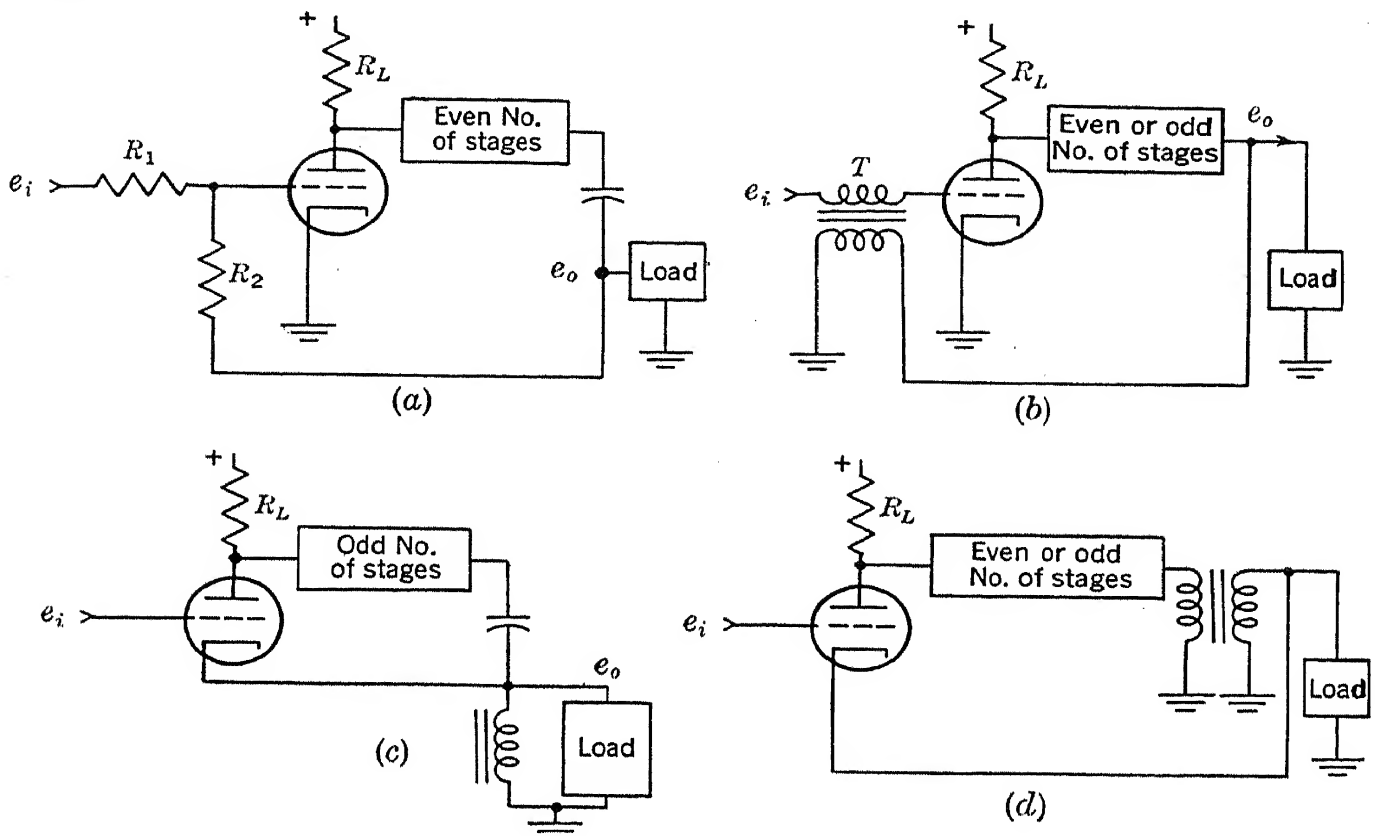 +
R_L
Even No.
of stages
R_1
e_i
R_2
e_o
Load
(a)
+
R_L
Even or odd
No. of stages
e_o
T
e_i
Load
(b)
+
R_L
Odd No.
of stages
e_i
e_o
Load
(c)
+
R_L
Even or odd
No. of stages
e_i
Load
(d)